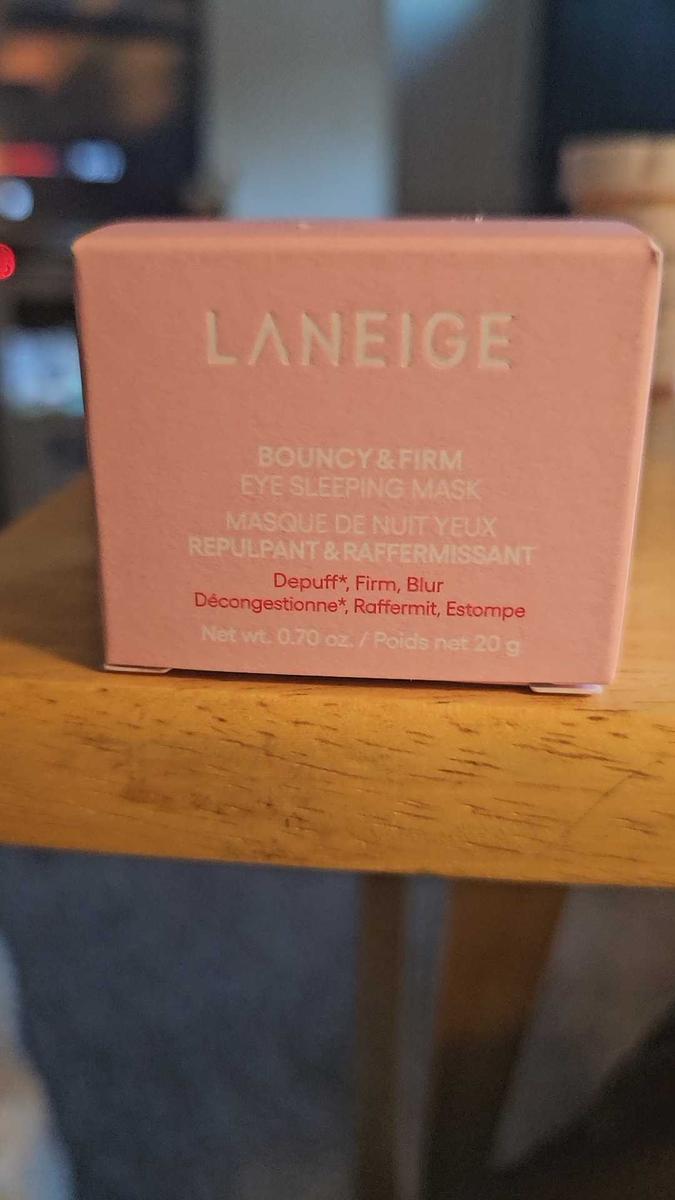 LANEIGE
BOUNCY & FIRM
EYE SLEEPING MASK
MASQUE DE NUIT YEUX
REPULPANT & RAFFERMISSANT
Depuff*, Firm, Blur
Décongestionne*, Raffermit, Estompe
Net wt. 0.70 oz. / Poids net 20 g